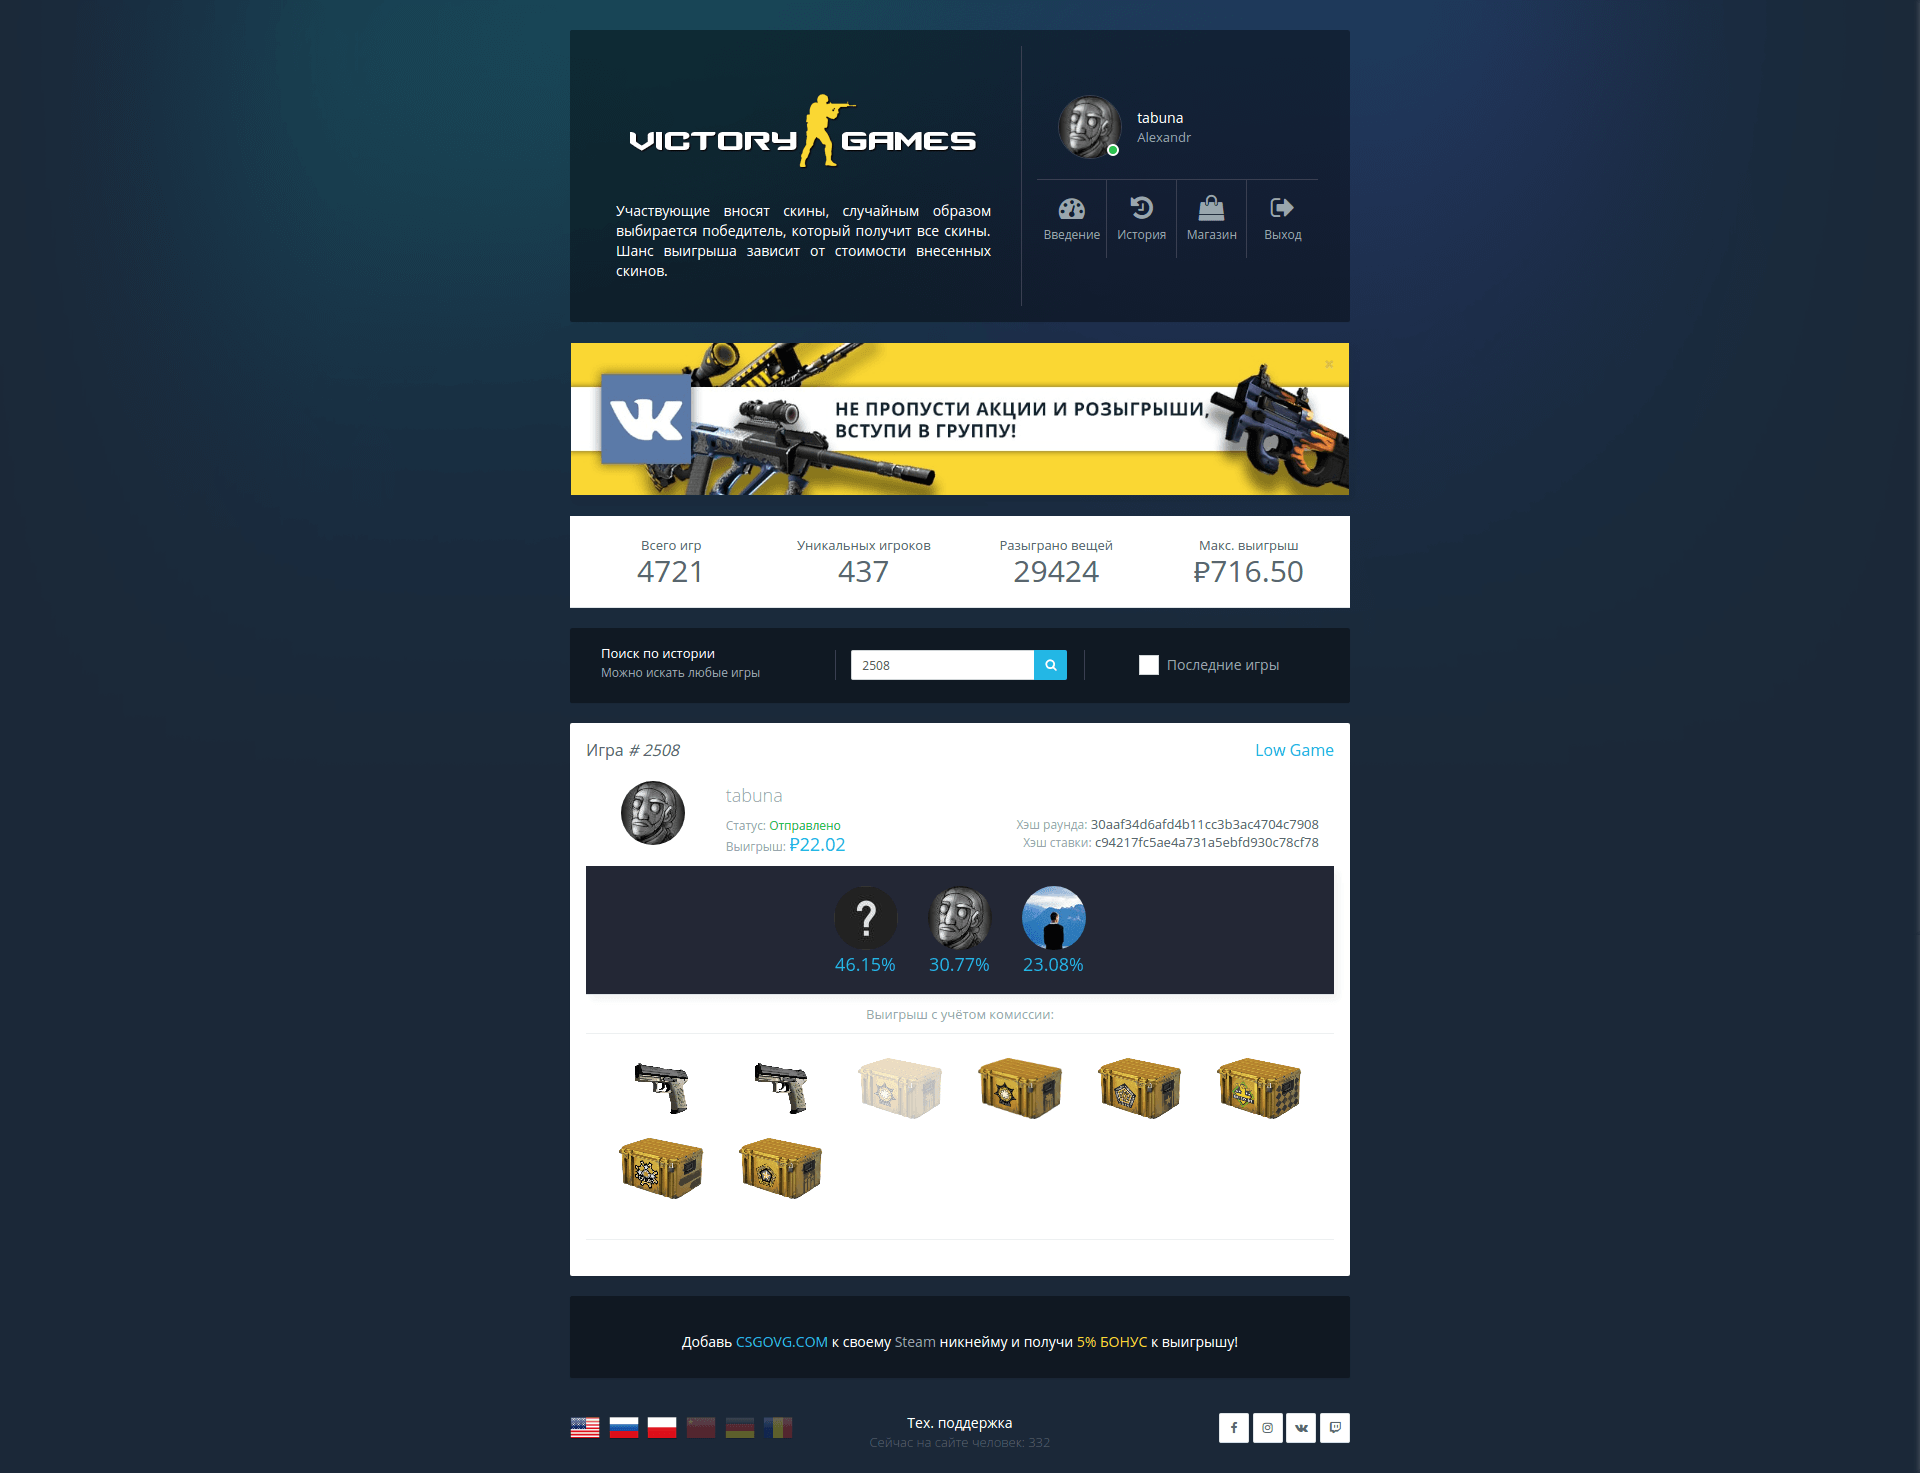 VICTORY GAMES
tabuna
Alexandr
Введение
История
Магазин
Выход
Участвующие вносят скины, случайным образом
выбирается победитель, который получит все скины.
Шанс выигрыша зависит от стоимости внесенных
скинов.
НЕ ПРОПУСТИ АКЦИИ И РОЗЫГРЫШИ,
ВСТУПИ В ГРУППУ!
Всего игр
4721
Уникальных игроков
437
Разыграно вещей
29424
Макс. выигрыш
₽716.50
Поиск по истории
Можно искать любые игры
2508
Последние игры
Игра # 2508
Low Game
tabuna
Статус: Отправлено
Выигрыш: ₽22.02
Хэш раунда: 30aaf34d6afd4b11cc3b3ac4704c7908
Хэш ставки: c94217fc5ae4a731a5ebfd930c78cf78
?
46.15%
30.77%
23.08%
Выигрыш с учётом комиссии:
Добавь CSGOVG.COM к своему Steam никнейму и получи 5% БОНУС к выигрышу!
Тех. поддержка
Сейчас на сайте человек: 332